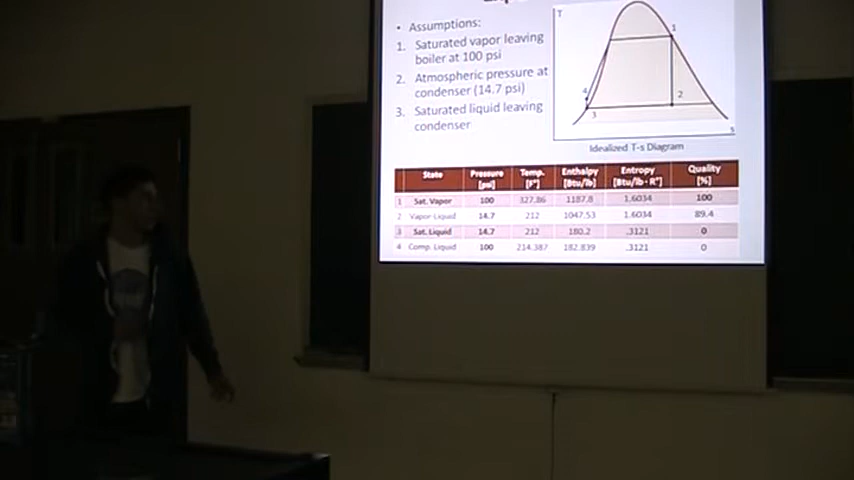 • Assumptions:
1. Saturated vapor leaving
boiler at 100 psi
2. Atmospheric pressure at
condenser (14.7 psi)
3. Saturated liquid leaving
condenser
T
1
2
3
4
s
Idealized T-s Diagram
State Pressure [psi] Temp. [F°] Enthalpy [Btu/lb] Entropy [Btu/lb · R°] Quality [%]
1 Sat. Vapor 100 327.86 1187.8 1.6034 100
2 Vapor-Liquid 14.7 212 1047.53 1.6034 89.4
3 Sat. Liquid 14.7 212 180.2 .3121 0
4 Comp. Liquid 100 214.387 182.839 .3121 0